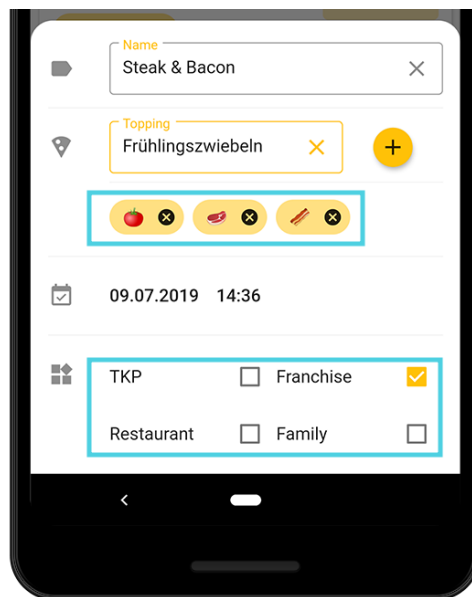 Name
Steak & Bacon
Topping
Frühlingszwiebeln
09.07.2019 14:36
TKP Franchise
Restaurant Family